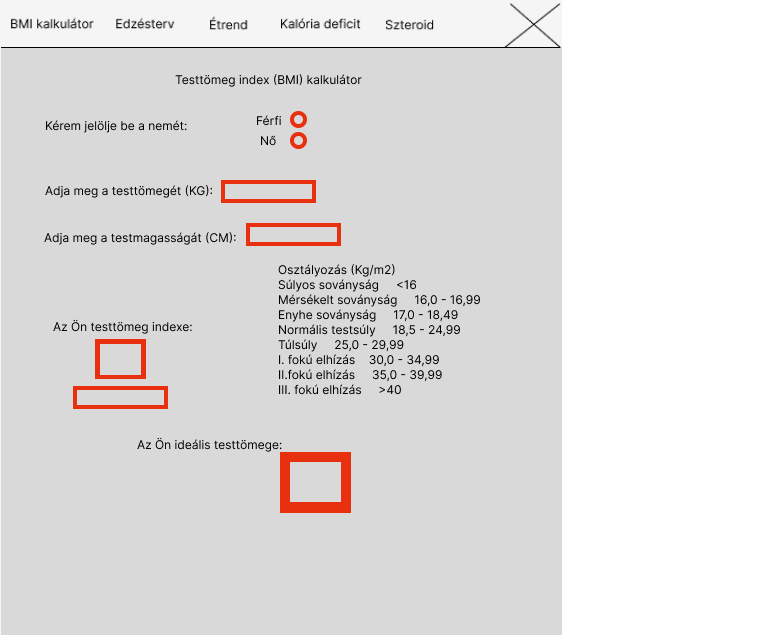 BMI kalkulátor Edzésterv Étrend Kalória deficit Szteroid
Testtömeg index (BMI) kalkulátor
Kérem jelölje be a nemét:
Férfi
Nő
Adja meg a testtömegét (KG):
Adja meg a testmagasságát (CM):
Osztályozás (Kg/m2)
Súlyos soványság <16
Mérsékelt soványság 16,0 - 16,99
Enyhe soványság 17,0 - 18,49
Normális testsúly 18,5 - 24,99
Túlsúly 25,0 - 29,99
I. fokú elhízás 30,0 - 34,99
II.fokú elhízás 35,0 - 39,99
III. fokú elhízás >40
Az Ön testtömeg indexe:
Az Ön ideális testtömege: